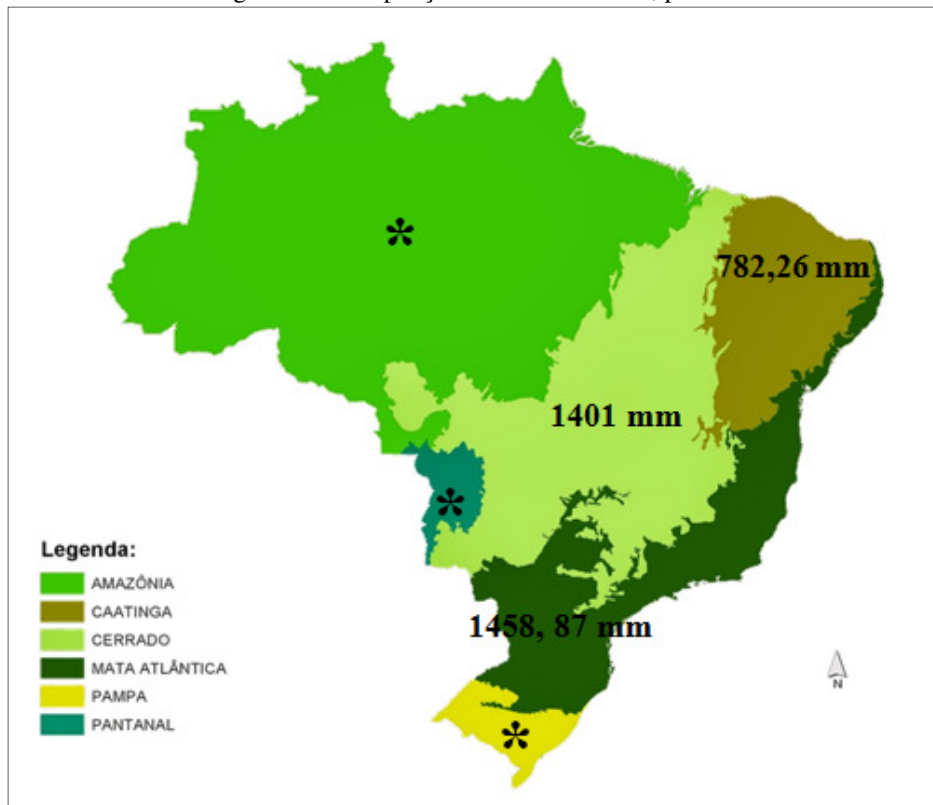 782,26 mm
1401 mm
1458, 87 mm
Legenda:
AMAZÔNIA
CAATINGA
CERRADO
MATA ATLÂNTICA
PAMPA
PANTANAL
N
*
*
*